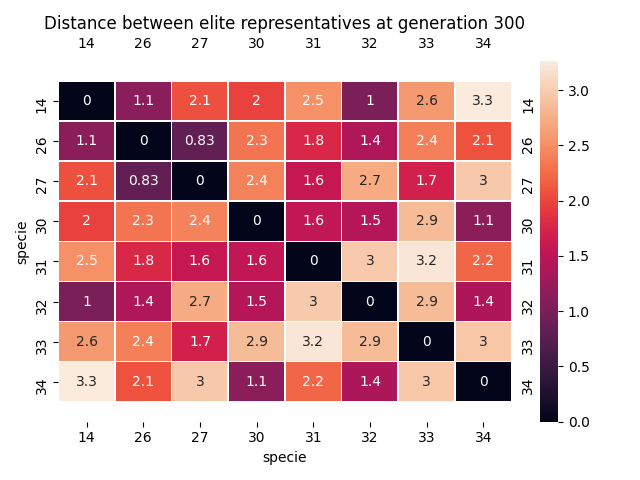 Distance between elite representatives at generation 300
14 26 27 30 31 32 33 34
14 0 1.1 2.1 2 2.5 1 2.6 3.3 14
26 1.1 0 0.83 2.3 1.8 1.4 2.4 2.1 26
27 2.1 0.83 0 2.4 1.6 2.7 1.7 3 27
30 2 2.3 2.4 0 1.6 1.5 2.9 1.1 30
31 2.5 1.8 1.6 1.6 0 3 3.2 2.2 31
32 1 1.4 2.7 1.5 3 0 2.9 1.4 32
33 2.6 2.4 1.7 2.9 3.2 2.9 0 3 33
34 3.3 2.1 3 1.1 2.2 1.4 3 0 34
14 26 27 30 31 32 33 34
specie
specie
3.0
2.5
2.0
1.5
1.0
0.5
0.0